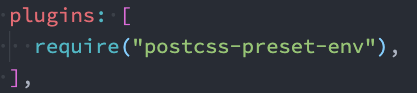 plugins: [
  require("postcss-preset-env"),
],